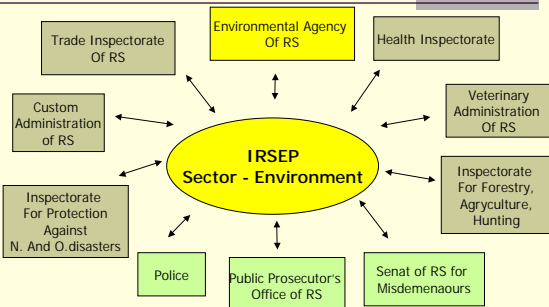 Environmental Agency
Of RS
Trade Inspectorate
Of RS
Health Inspectorate
Custom
Administration
of RS
Veterinary
Administration
Of RS
IRSEP
Sector - Environment
Inspectorate
For Protection
Against
N. And O.disasters
Inspectorate
For Forestry,
Agryculture,
Hunting
Police
Public Prosecutor's
Office of RS
Senat of RS for
Misdemenaours